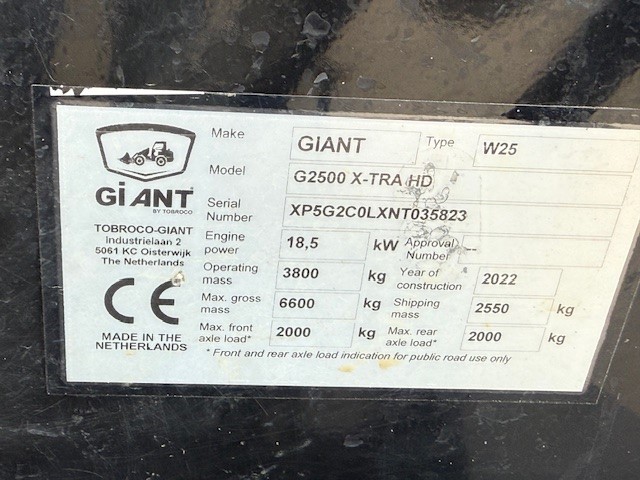 GiANT
BY TOBROCO
TOBROCO-GIANT
Industrielaan 2
5061 KC Oisterwijk
The Netherlands
CE
MADE IN THE
NETHERLANDS
Make GIANT Type W25
Model G2500 X-TRA HD
Serial Number XP5G2C0LXNT035823
Engine power 18,5 kW Approval Number --
Operating mass 3800 kg Year of construction 2022
Max. gross mass 6600 kg Shipping mass 2550 kg
Max. front axle load* 2000 kg Max. rear axle load* 2000 kg
* Front and rear axle load indication for public road use only